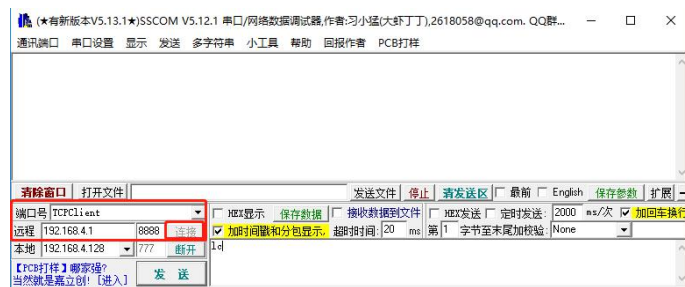 (★有新版本V5.13.1★)SSCOM V5.12.1 串口/网络数据调试器,作者:习小猛(大虾丁丁),2618058@qq.com. QQ群...
通讯端口 串口设置 显示 发送 多字符串 小工具 帮助 回报作者 PCB打样
清除窗口 打开文件 发送文件 停止 清发送区 最前 English 保存参数 扩展 -
端口号 TCPClient HEX显示 保存数据 接收数据到文件 HEX发送 定时发送: 2000 ms/次 加回车换行
远程 192.168.4.1 8888 连接 加时间戳和分包显示. 超时时间: 20 ms 第 1 字节至末尾加校验: None
本地 192.168.4.128 777 断开 1c
【PCB打样】哪家强?
当然就是嘉立创! [进入] 发 送